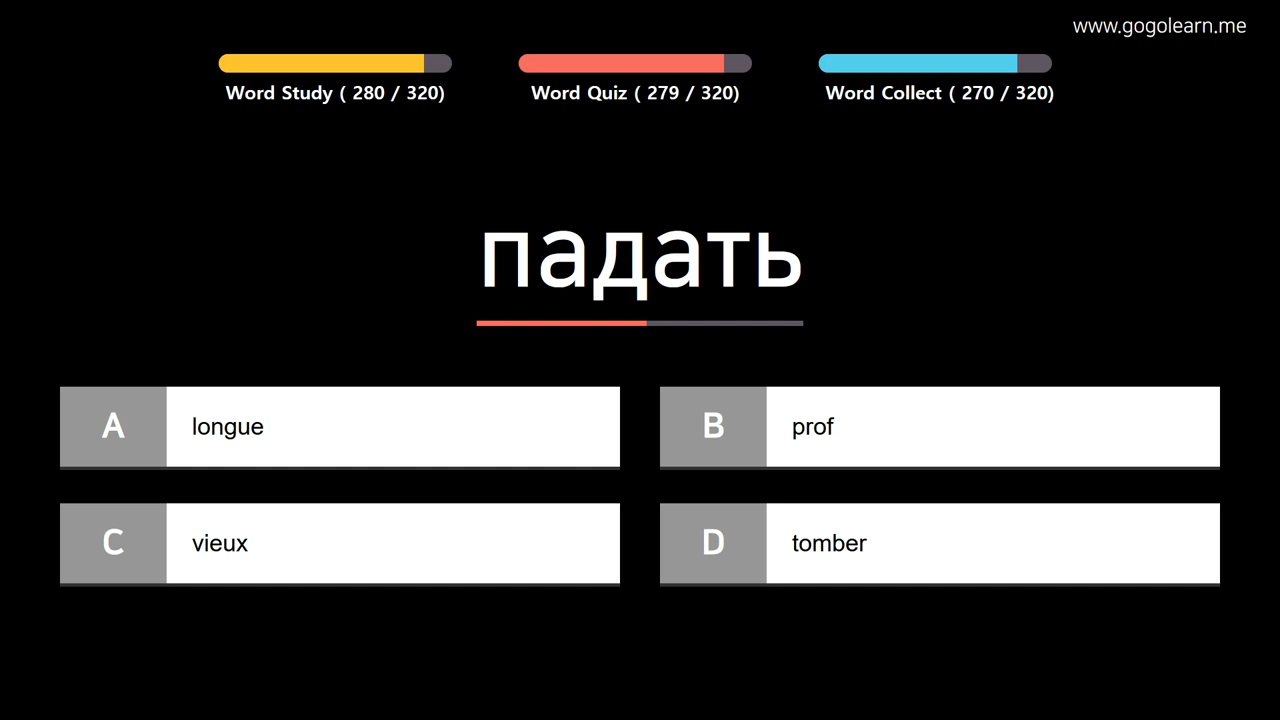 www.gogolearn.me
Word Study ( 280 / 320)
Word Quiz ( 279 / 320)
Word Collect ( 270 / 320)
падать
A longue
B prof
C vieux
D tomber